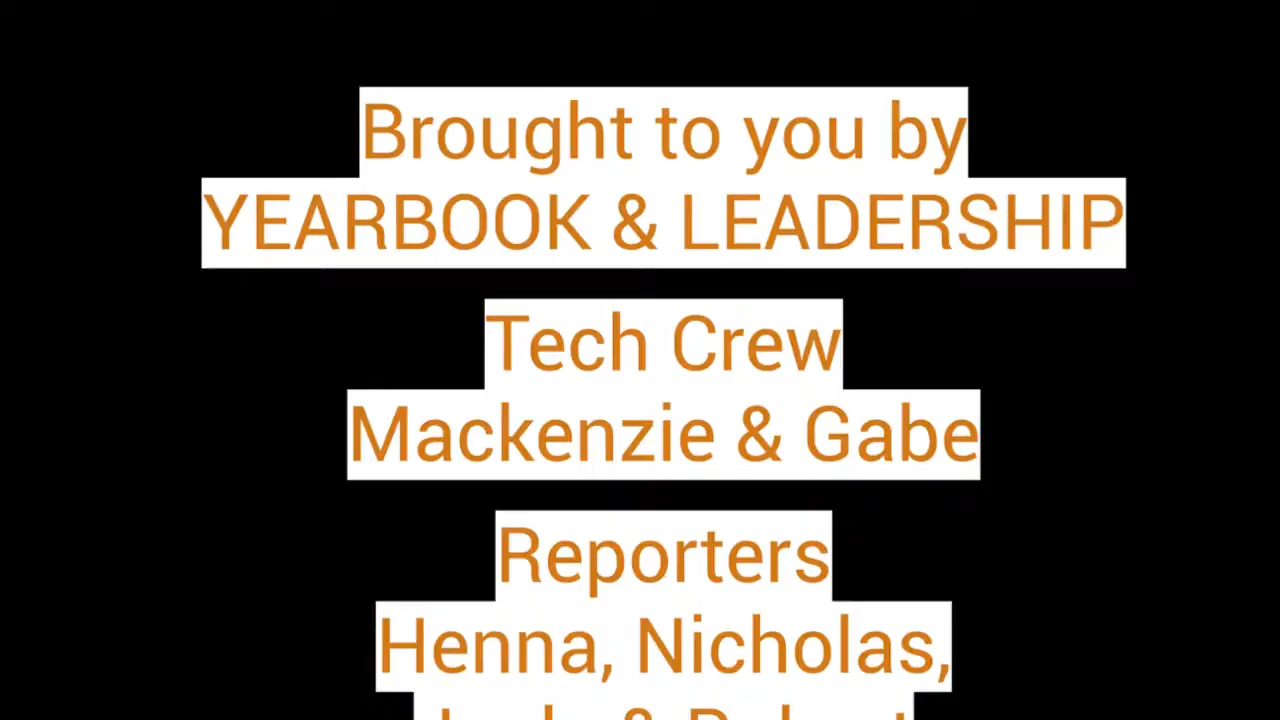 Brought to you by
YEARBOOK & LEADERSHIP
Tech Crew
Mackenzie & Gabe
Reporters
Henna, Nicholas,
&